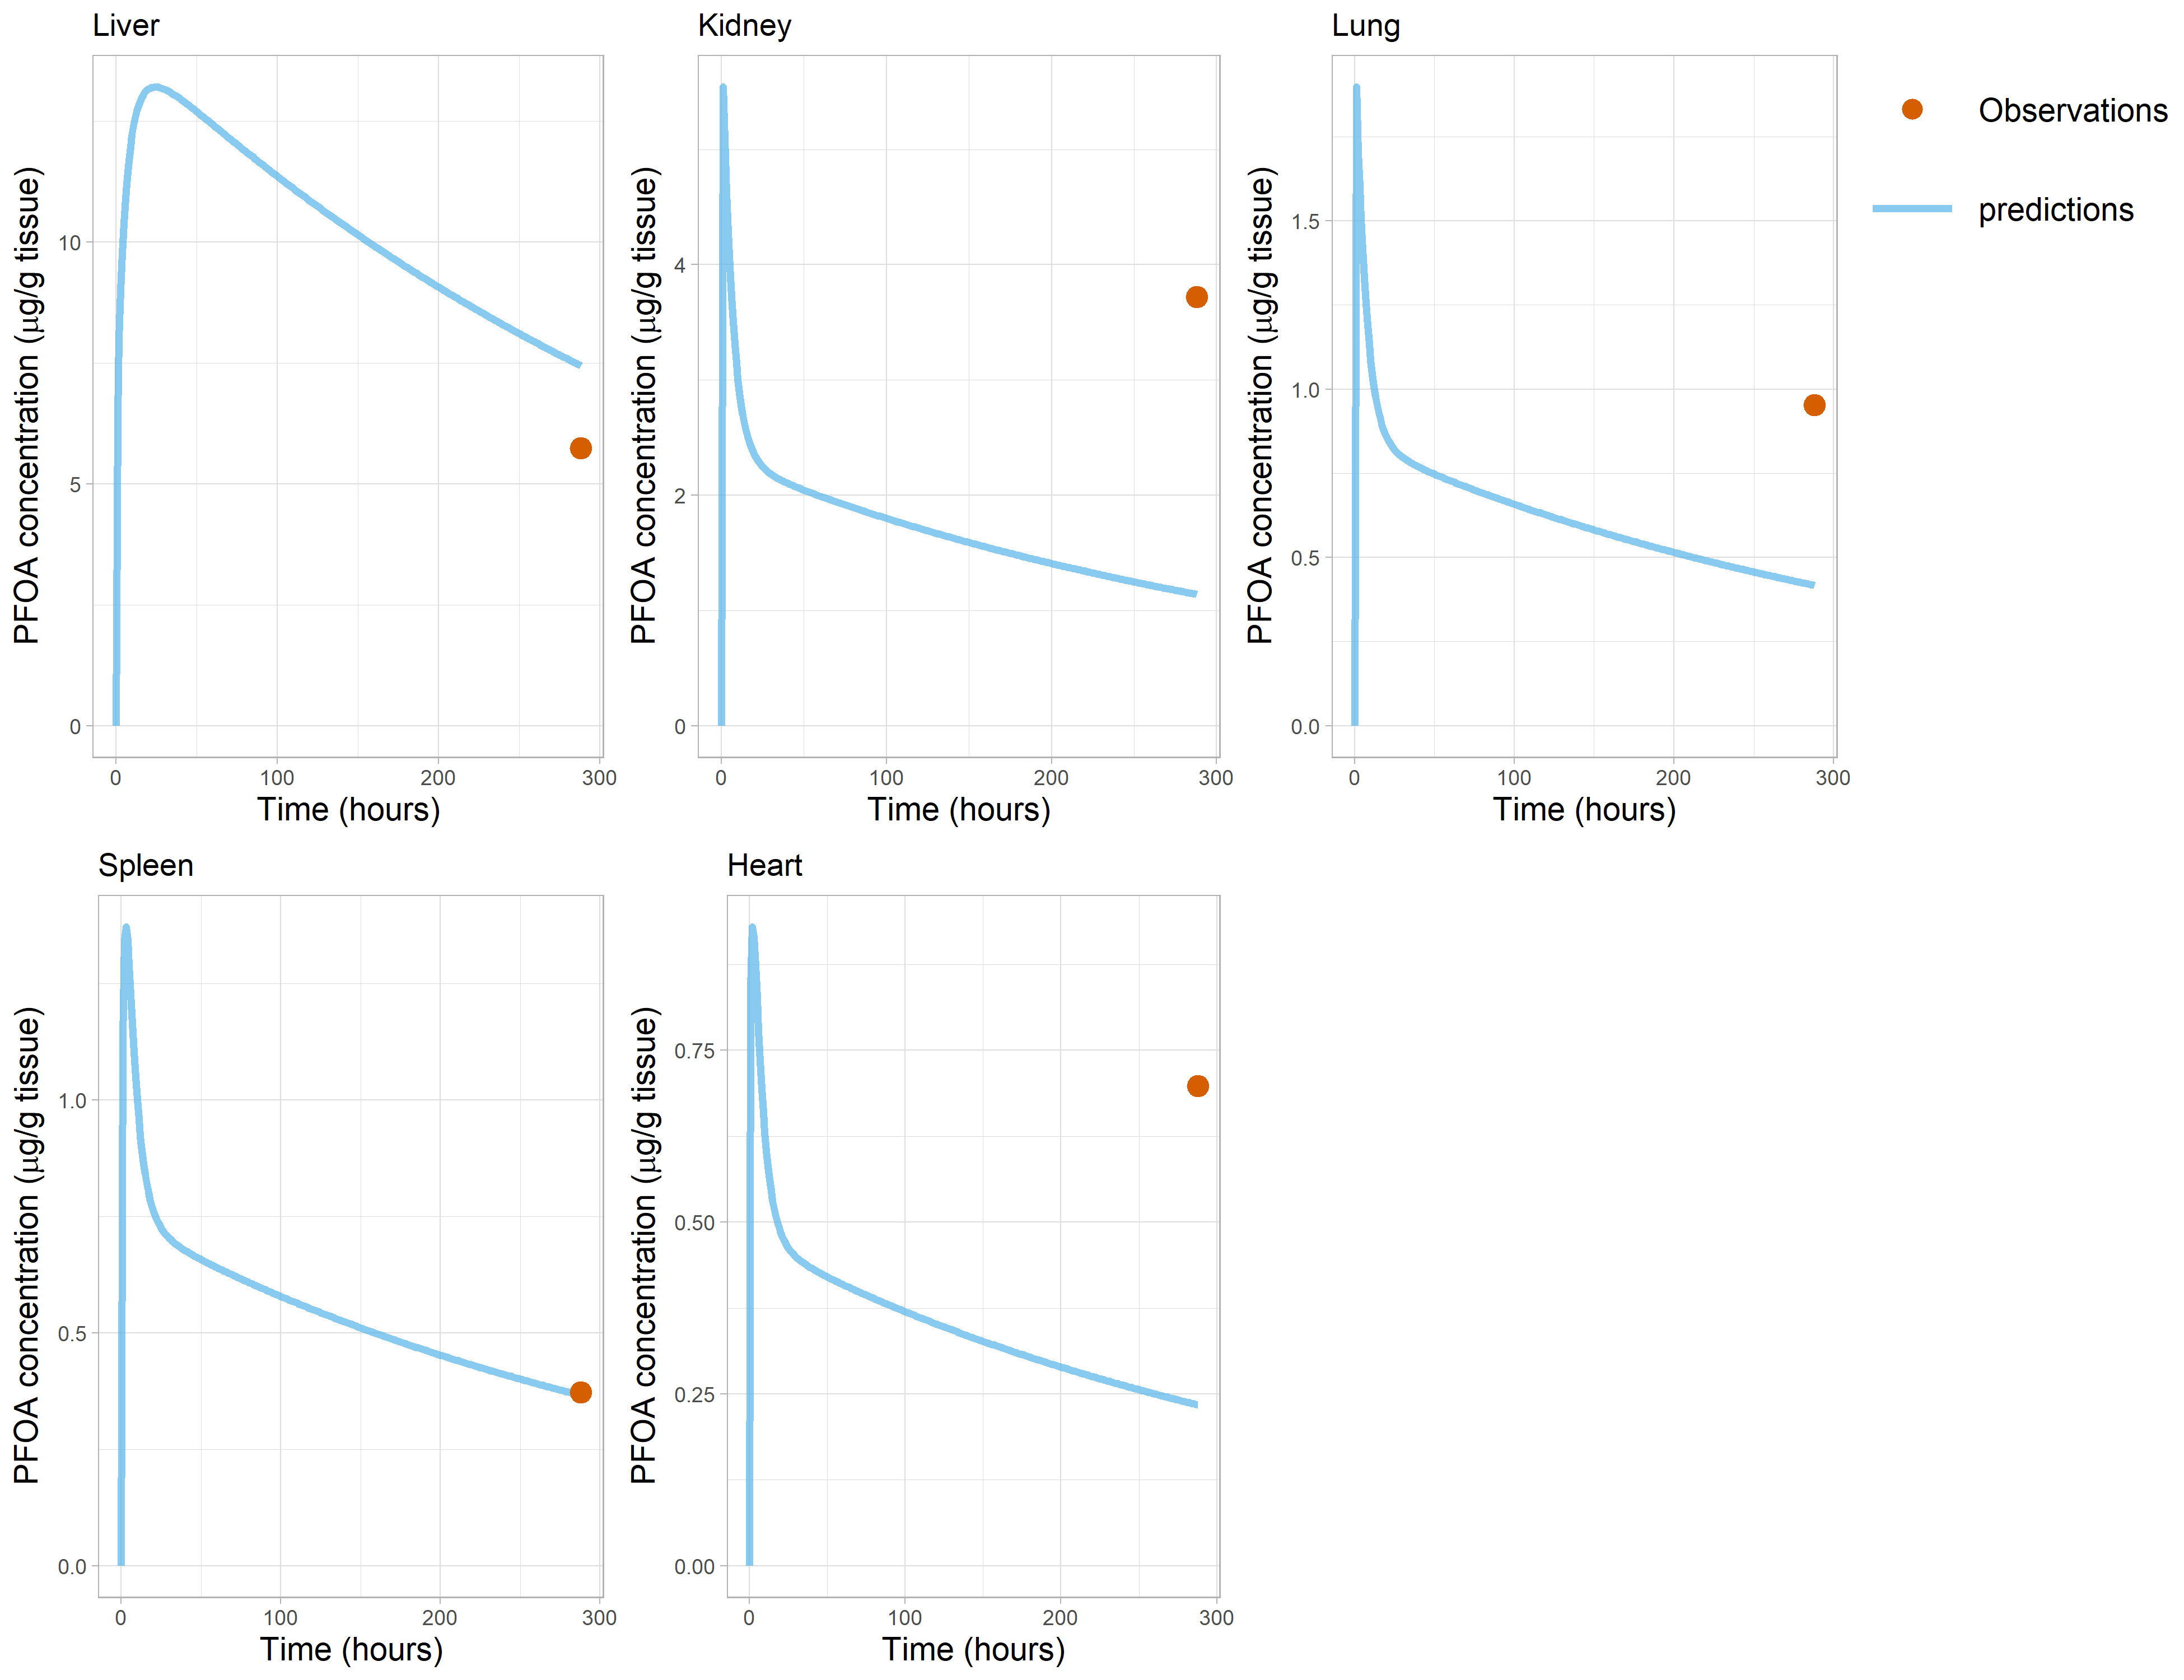 Liver
PFOA concentration (μg/g tissue)
10
5
0
0 100 200 300
Time (hours)
Kidney
PFOA concentration (μg/g tissue)
4
2
0
0 100 200 300
Time (hours)
Lung
PFOA concentration (μg/g tissue)
1.5
1.0
0.5
0.0
0 100 200 300
Time (hours)
Observations
predictions
Spleen
PFOA concentration (μg/g tissue)
1.0
0.5
0.0
0 100 200 300
Time (hours)
Heart
PFOA concentration (μg/g tissue)
0.75
0.50
0.25
0.00
0 100 200 300
Time (hours)